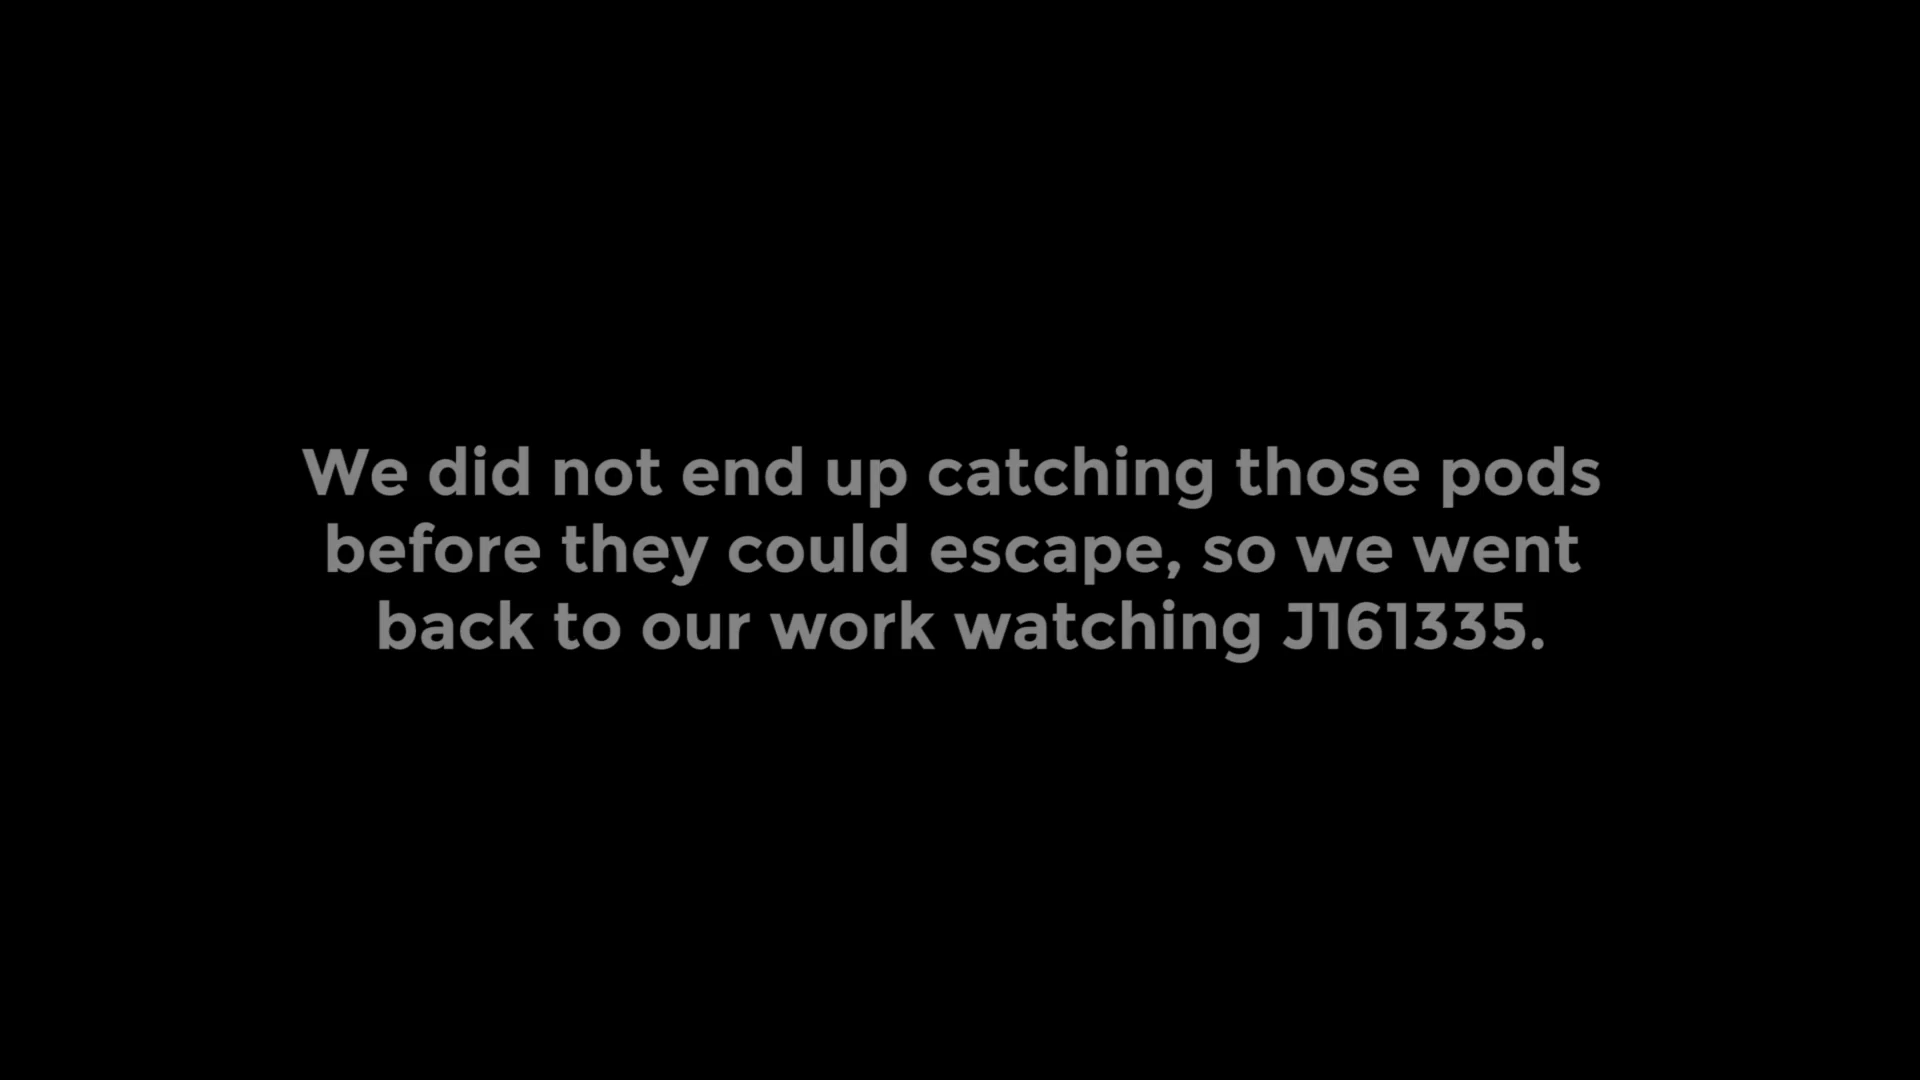 We did not end up catching those pods
before they could escape, so we went
back to our work watching J161335.